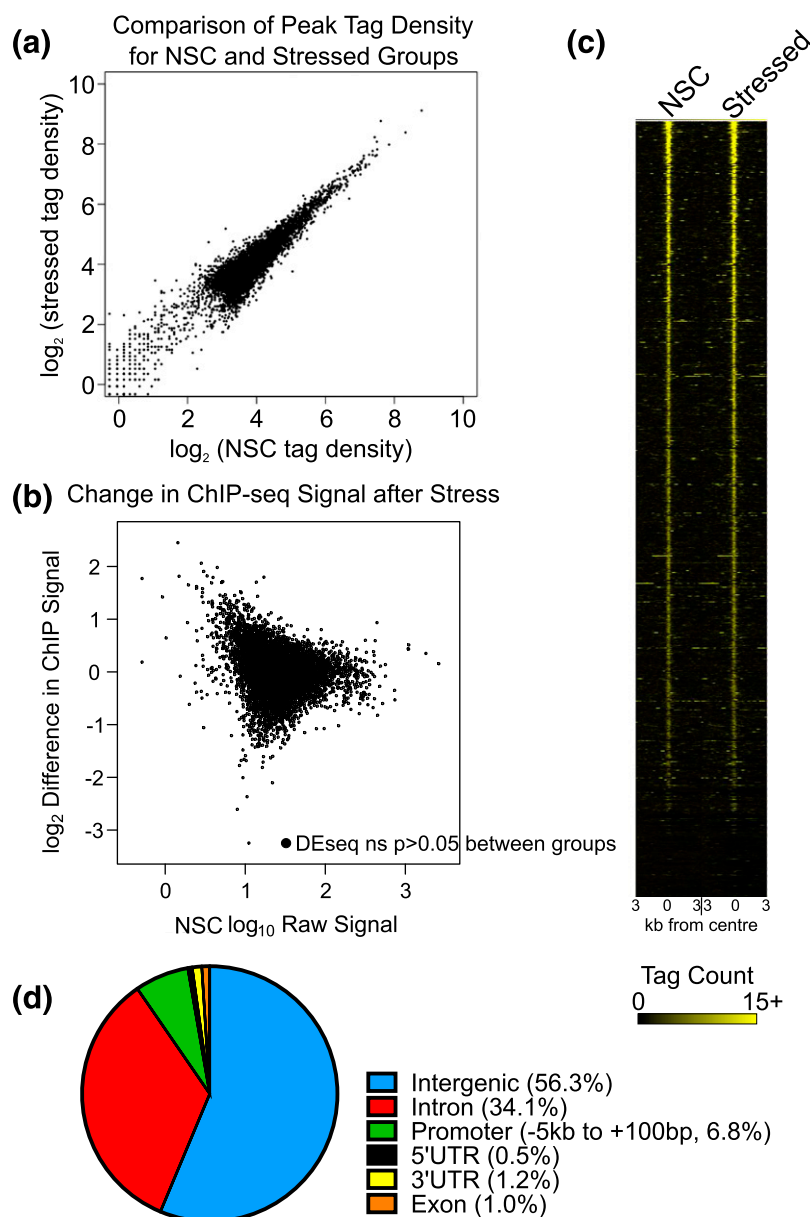 (a)
Comparison of Peak Tag Density
for NSC and Stressed Groups
10
8
6
4
2
0
log2 (stressed tag density)
0 2 4 6 8 10
log2 (NSC tag density)
(b)
Change in ChIP-seq Signal after Stress
2
1
0
-1
-2
-3
log2 Difference in ChIP Signal
DEseq ns p>0.05 between groups
0 1 2 3
NSC log10 Raw Signal
(c)
NSC
Stressed
3 0 3 3 0 3
kb from centre
Tag Count
0 15+
(d)
Intergenic (56.3%)
Intron (34.1%)
Promoter (-5kb to +100bp, 6.8%)
5'UTR (0.5%)
3'UTR (1.2%)
Exon (1.0%)